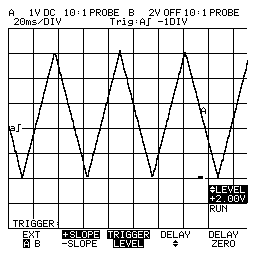 A 1V DC 10:1 PROBE B 2V OFF 10:1 PROBE
20ms/DIV Trig:A∫ -1DIV
A
a∫
LEVEL
+2.00V
RUN
TRIGGER:
EXT +SLOPE TRIGGER DELAY DELAY
A B -SLOPE LEVEL ZERO